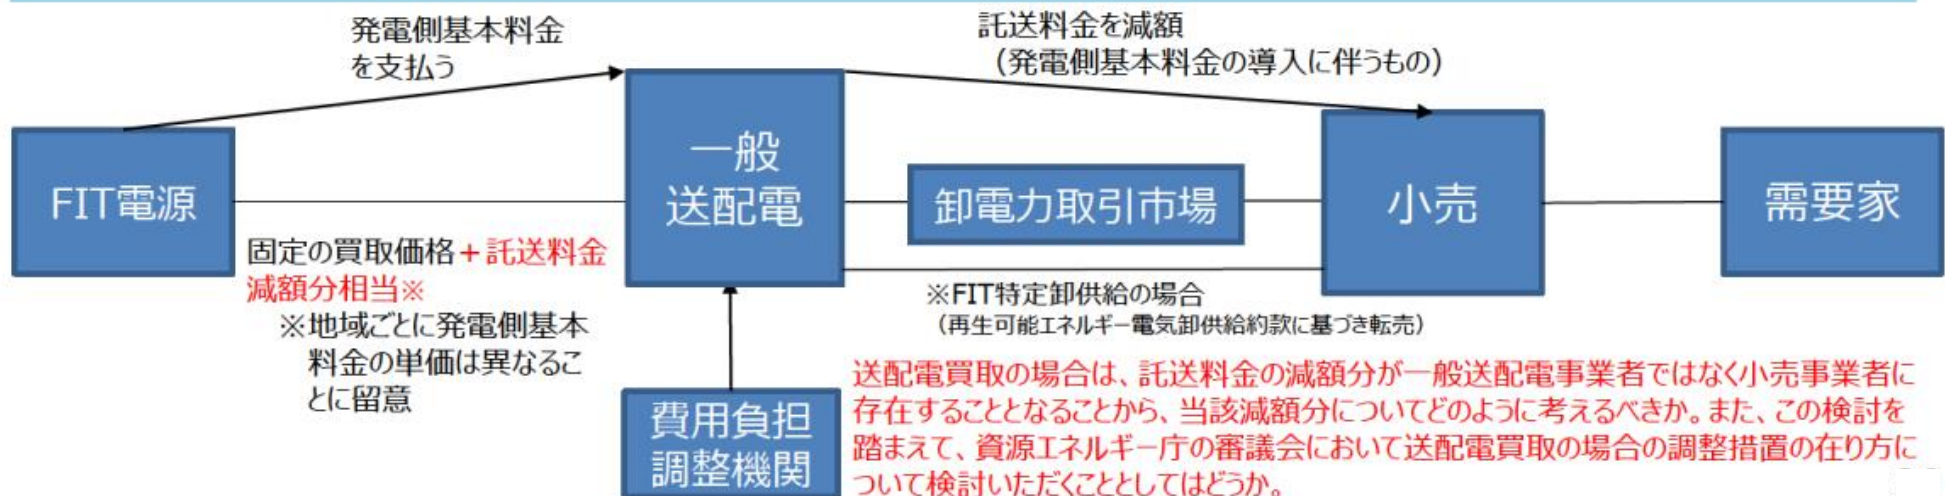 発電側基本料金
を支払う
託送料金を減額
（発電側基本料金の導入に伴うもの）
FIT電源
一般
送配電
卸電力取引市場
小売
需要家
固定の買取価格＋託送料金
減額分相当※
※地域ごとに発電側基本
料金の単価は異なるこ
とに留意
※FIT特定卸供給の場合
（再生可能エネルギー電気卸供給約款に基づき転売）
費用負担
調整機関
送配電買取の場合は、託送料金の減額分が一般送配電事業者ではなく小売事業者に
存在することとなることから、当該減額分についてどのように考えるべきか。また、この検討を
踏まえて、資源エネルギー庁の審議会において送配電買取の場合の調整措置の在り方に
ついて検討いただくこととしてはどうか。